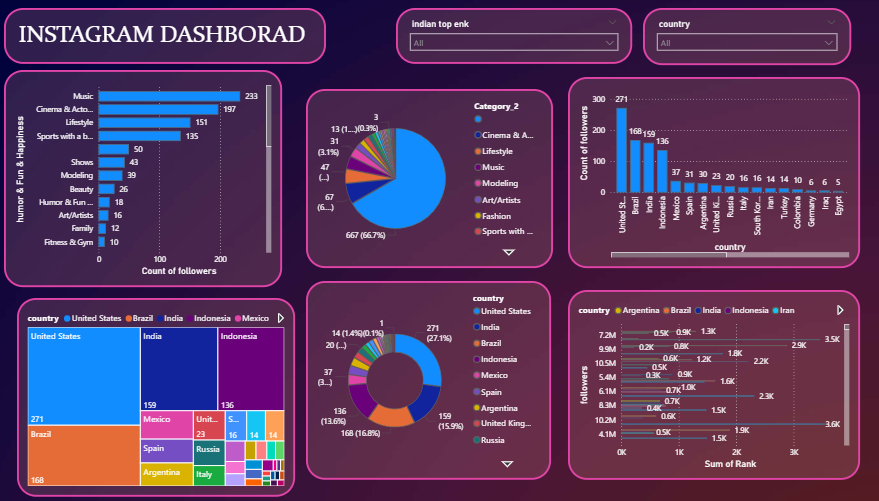 INSTAGRAM DASHBORAD
indian top enk
All
country
All
humor & Fun & Happiness
Music 233
Cinema & Acto... 197
Lifestyle 151
Sports with a b... 135
50
Shows 43
Modeling 39
Beauty 26
Humor & Fun ... 18
Art/Artists 16
Family 12
Fitness & Gym 10
0 100 200
Count of followers
3
13 (1....) (0.3%)
31
(3.1%)
47
(...)
67
(6....)
667 (66.7%)
Category_2
Cinema & A...
Lifestyle
Music
Modeling
Art/Artists
Fashion
Sports with ...
Count of followers
300
200
100
0
271 168 159 136 37 31 30 23 20 16 16 14 14 10 6 6 5
United St...
Brazil
India
Indonesia
Mexico
Spain
Argentina
United Ki...
Russia
Italy
South Kor...
Iran
Turkey
Colombia
Germany
Iraq
Egypt
country
country United States Brazil India Indonesia Mexico
United States
271
Brazil
168
India
159
Indonesia
136
Mexico
Spain
Argentina
Unit...
23
Russia
Italy
S...
16
14
14
1
14 (1.4%) (0.1%)
20 (...)
37
(3...)
136
(13.6%)
168 (16.8%)
159
(15.9%)
271
(27.1%)
country
United States
India
Brazil
Indonesia
Mexico
Spain
Argentina
United King...
Russia
country Argentina Brazil India Indonesia Iran
followers
7.2M
9.9M
10.5M
5.4M
6.1M
8.3M
10.2M
4.1M
0.5K 0.9K 1.3K
3.5K
0.2K 0.8K 2.9K
1.8K
0.6K 1.2K 2.2K
0.5K
0.3K 0.9K
1.6K
0.7K 1.0K
2.3K
0.7K
0.4K 1.5K
0.6K
3.6K
0.5K 1.9K
1.5K
0K 1K 2K 3K
Sum of Rank